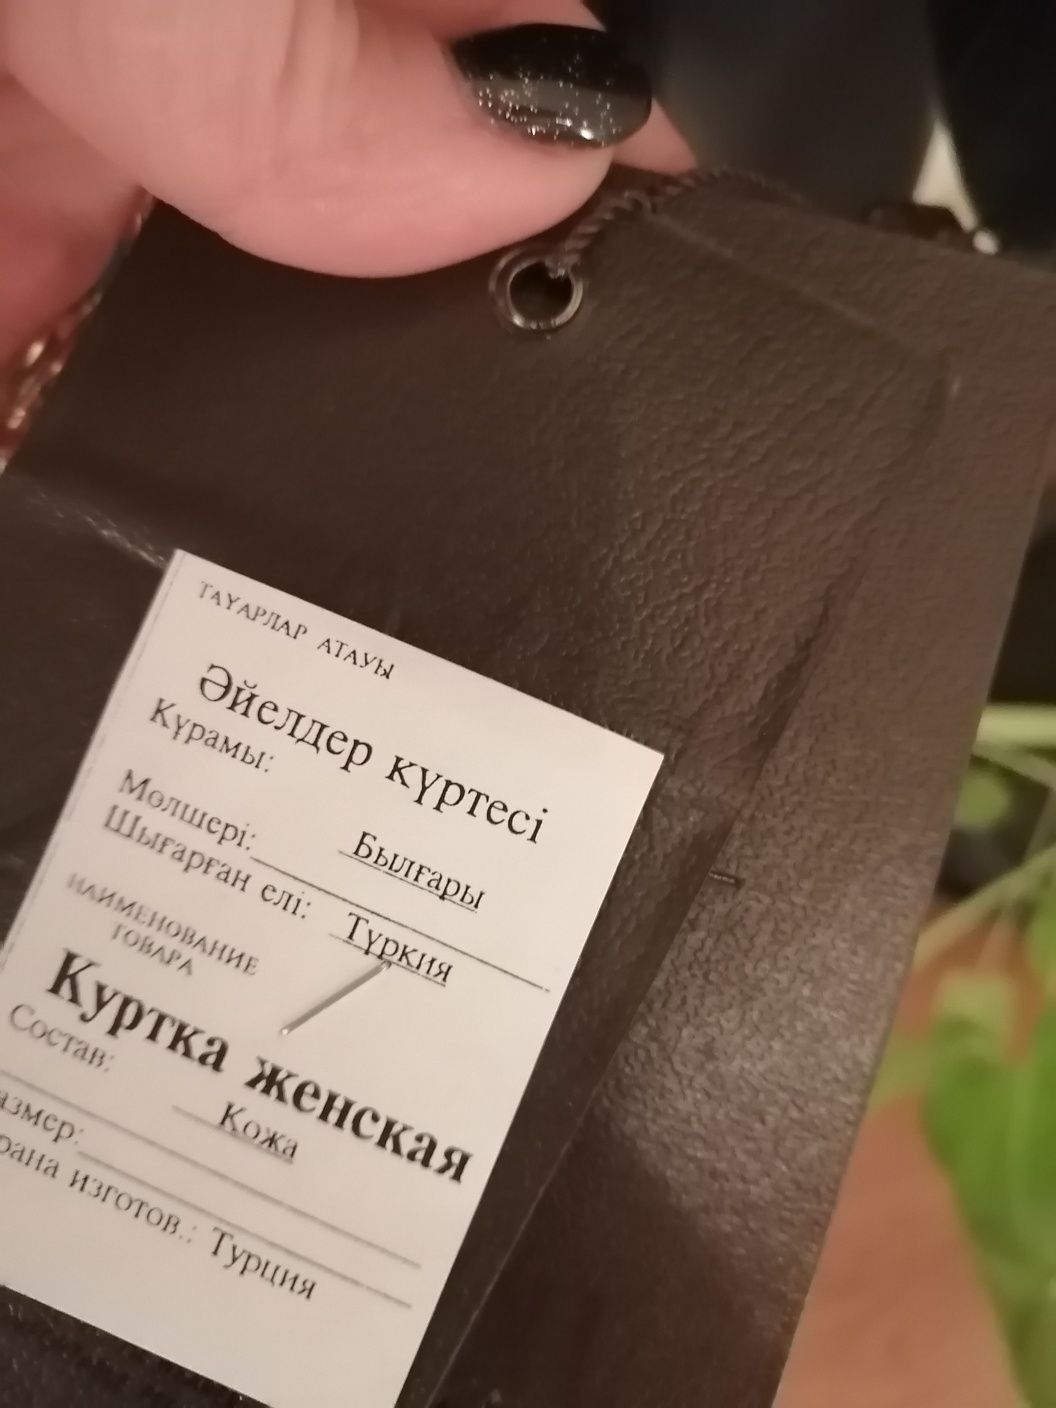 ТАУАРЛАР АТАУЫ
Әйелдер күртесі
Құрамы:
Былғары
Мөлшері:
Шығарған елі: Түркия
НАИМЕНОВАНИЕ
ТОВАРА
Куртка женская
Состав:
Кожа
азмер:
рана изготов.: Турция